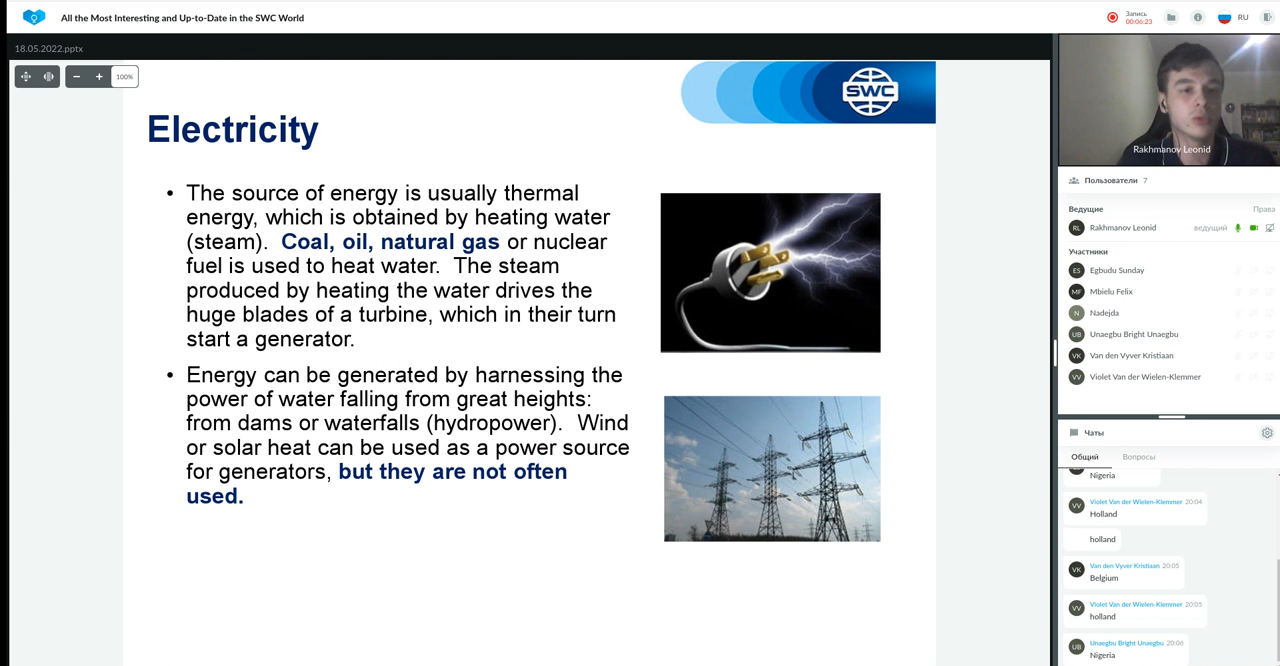 All the Most Interesting and Up-to-Date in the SWC World
Запись
00:06:23
RU
18.05.2022.pptx
100%
SWC
Electricity
• The source of energy is usually thermal
energy, which is obtained by heating water
(steam). Coal, oil, natural gas or nuclear
fuel is used to heat water. The steam
produced by heating the water drives the
huge blades of a turbine, which in their turn
start a generator.
• Energy can be generated by harnessing the
power of water falling from great heights:
from dams or waterfalls (hydropower). Wind
or solar heat can be used as a power source
for generators, but they are not often
used.
Rakhmanov Leonid
Пользователи 7
Ведущие Права
RL Rakhmanov Leonid ведущий
Участники
ES Egbudu Sunday
MF Mbielu Felix
N Nadejda
UB Unaegbu Bright Unaegbu
VK Van den Vyver Kristiaan
VV Violet Van der Wielen-Klemmer
Чаты
Общий Вопросы
Nigeria
VV Violet Van der Wielen-Klemmer 20:04
Holland
holland
VK Van den Vyver Kristiaan 20:05
Belgium
VV Violet Van der Wielen-Klemmer 20:05
holland
UB Unaegbu Bright Unaegbu 20:06
Nigeria